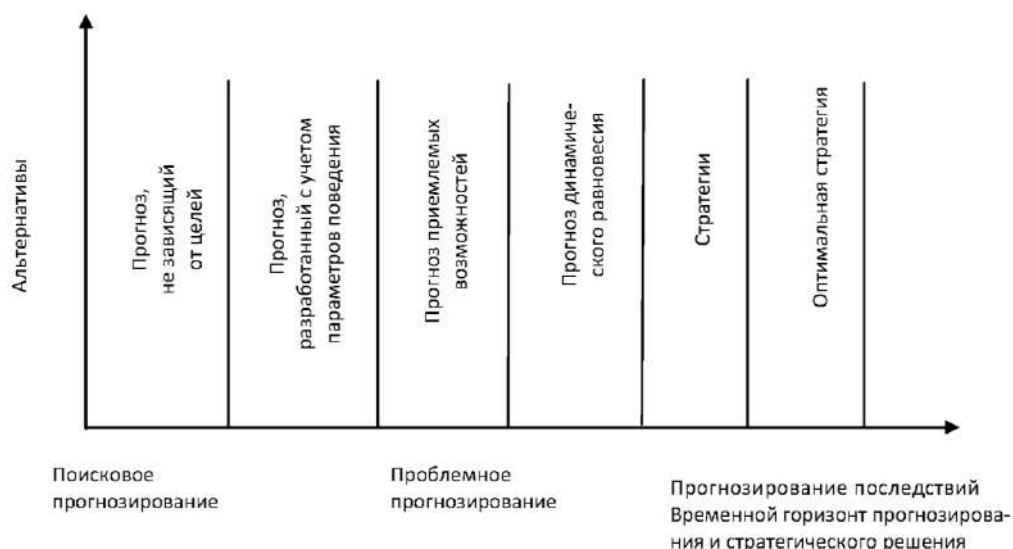 Альтернативы
Прогноз,
не зависящий
от целей
Прогноз,
разработанный с учетом
параметров поведения
Прогноз приемлемых
возможностей
Прогноз динамиче-
ского равновесия
Стратегии
Оптимальная стратегия
Поисковое
прогнозирование
Проблемное
прогнозирование
Прогнозирование последствий
Временной горизонт прогнозирова-
ния и стратегического решения